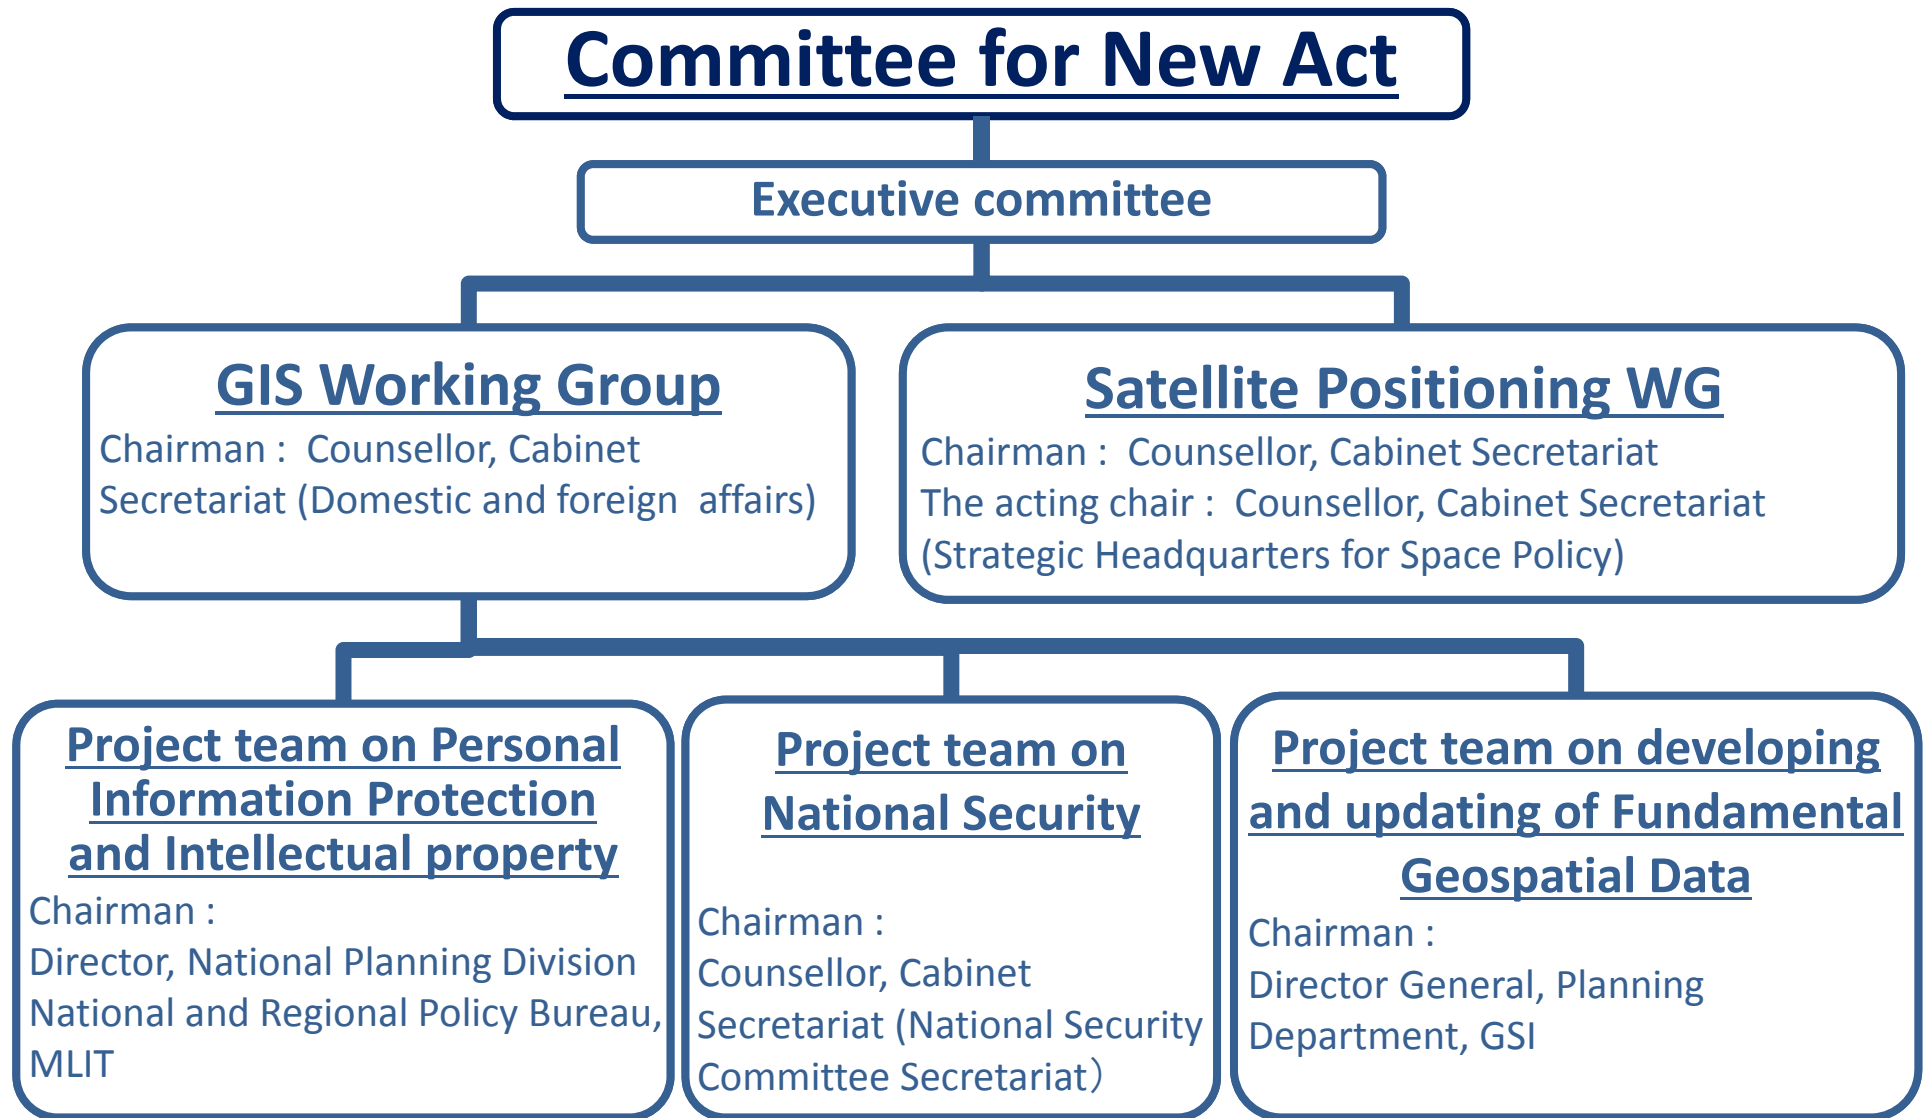 Committee for New Act
Executive committee
GIS Working Group
Chairman : Counsellor, Cabinet
Secretariat (Domestic and foreign affairs)
Satellite Positioning WG
Chairman : Counsellor, Cabinet Secretariat
The acting chair : Counsellor, Cabinet Secretariat
(Strategic Headquarters for Space Policy)
Project team on Personal
Information Protection
and Intellectual property
Chairman :
Director, National Planning Division
National and Regional Policy Bureau,
MLIT
Project team on
National Security
Chairman :
Counsellor, Cabinet
Secretariat (National Security
Committee Secretariat）
Project team on developing
and updating of Fundamental
Geospatial Data
Chairman :
Director General, Planning
Department, GSI